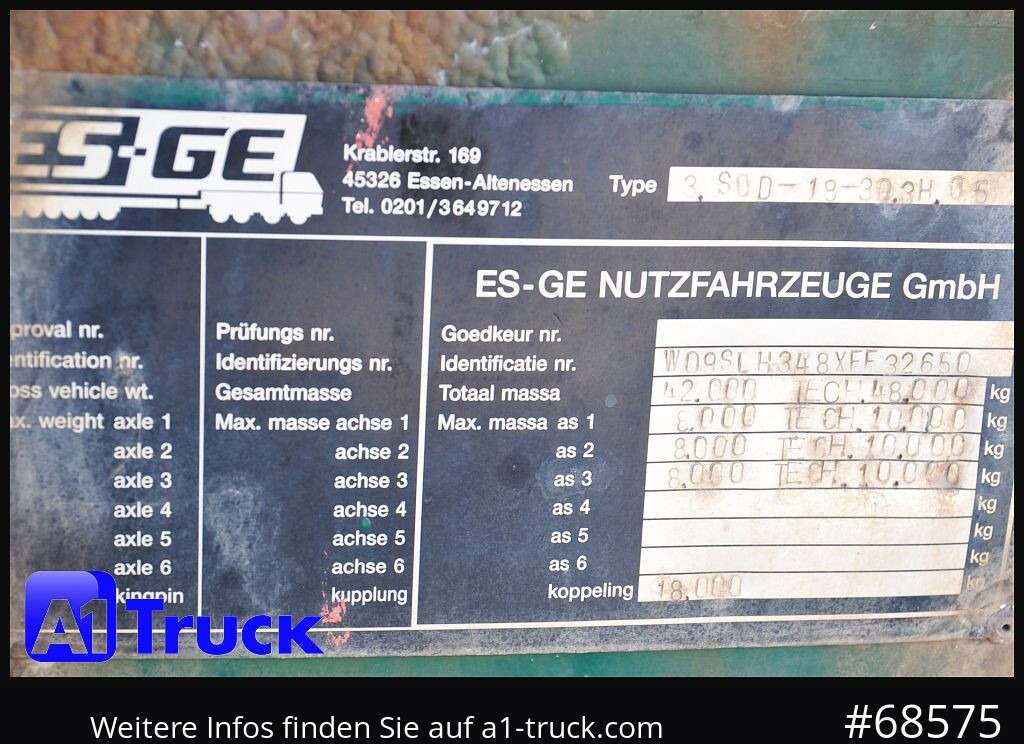 ES-GE
Krablerstr. 169
45326 Essen-Altenessen
Tel. 0201/3649712
Type 3.SOD-18-30.3H.05
ES-GE NUTZFAHRZEUGE GmbH
proval nr. Prüfungs nr. Goedkeur nr.
entification nr. Identifizierungs nr. Identificatie nr. W09SLH348XFF32650
oss vehicle wt. Gesamtmasse Totaal massa 42.000 TECH.48.000 kg
x. weight axle 1 Max. masse achse 1 Max. massa as 1 8.000 TECH.10.000 kg
axle 2 achse 2 as 2 8.000 TECH.10.000 kg
axle 3 achse 3 as 3 8.000 TECH.10.000 kg
axle 4 achse 4 as 4 kg
axle 5 achse 5 as 5 kg
axle 6 achse 6 as 6 kg
kingpin kupplung koppeling 18.000 kg
A1 Truck
Weitere Infos finden Sie auf a1-truck.com
#68575